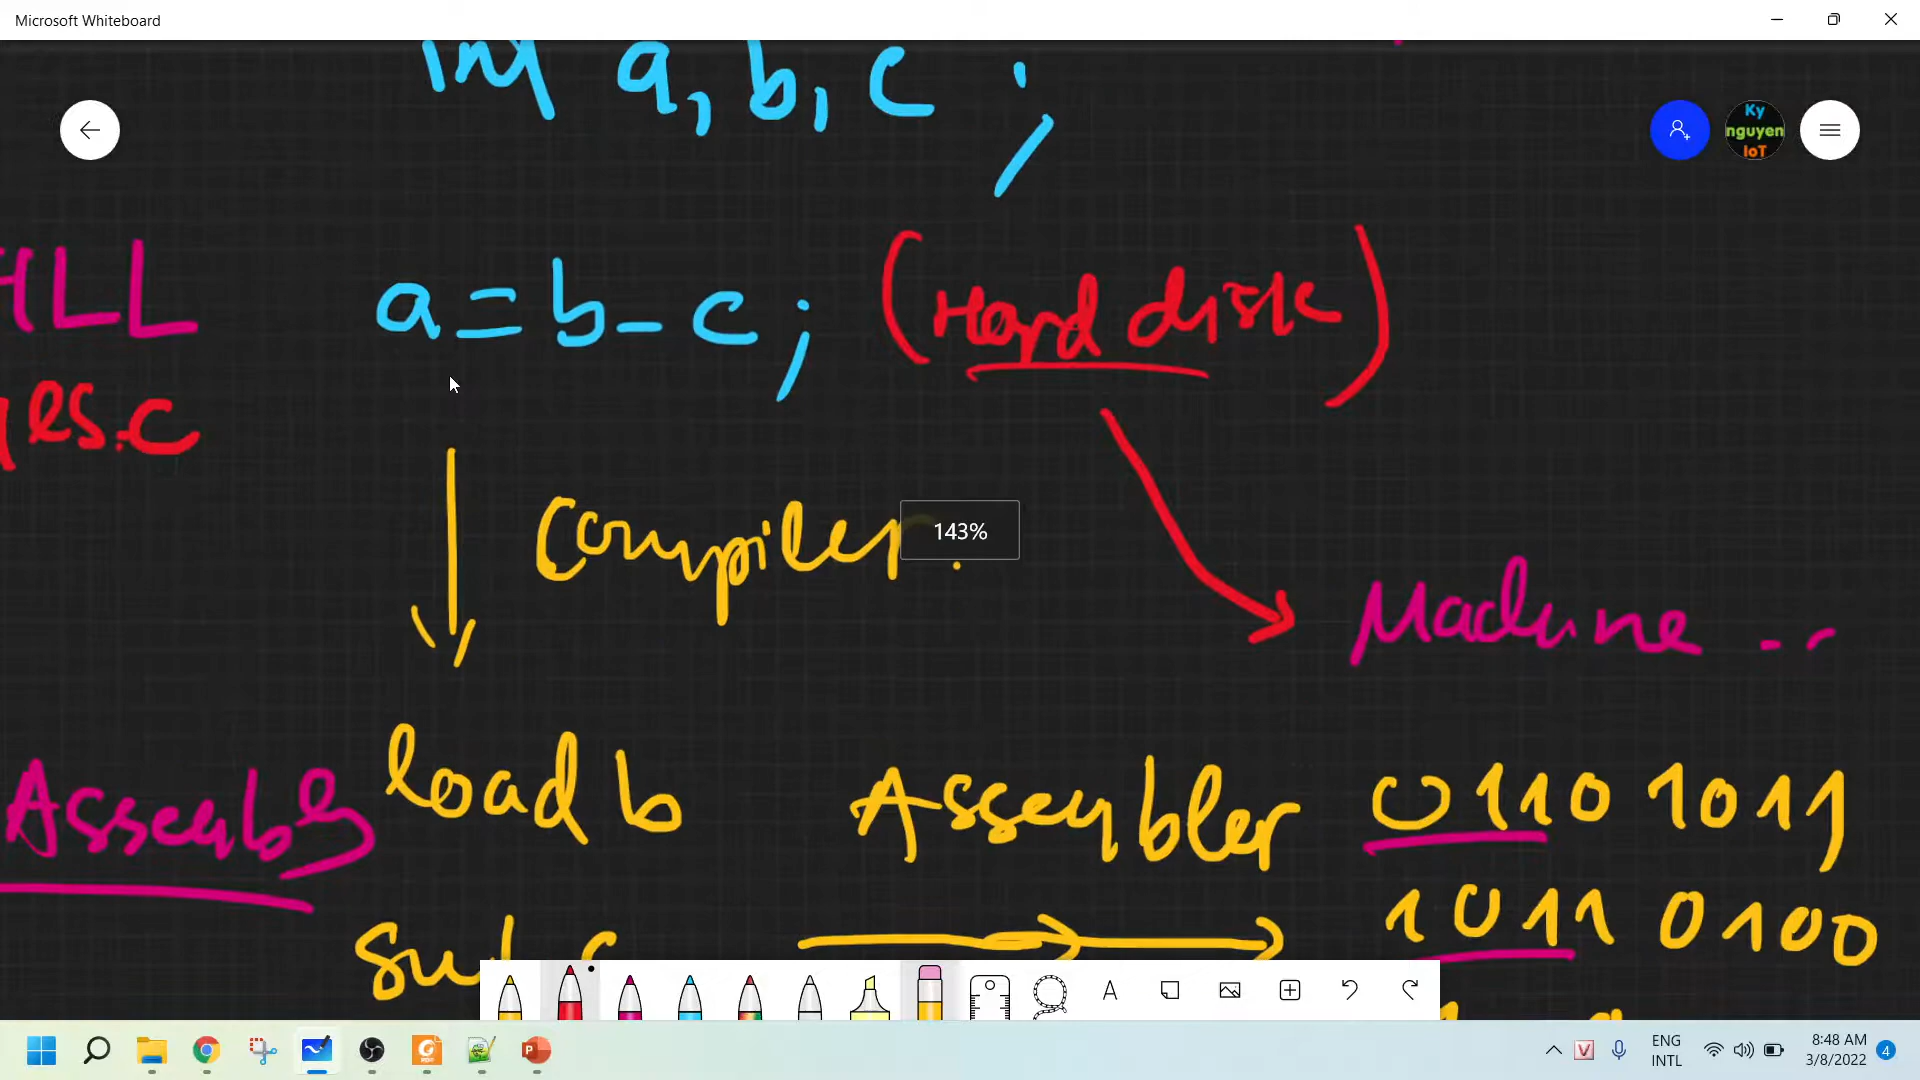 Microsoft Whiteboard
int a, b, c ;
Ky
nguyen
IoT
HLL
a = b - c ;
(Hard disk)
es.c
Compiler
143%
Machine ..
Assembly
load b
Assembler
0110 1011
sub c
1011 0100
ENG
INTL
8:48 AM
3/8/2022
4